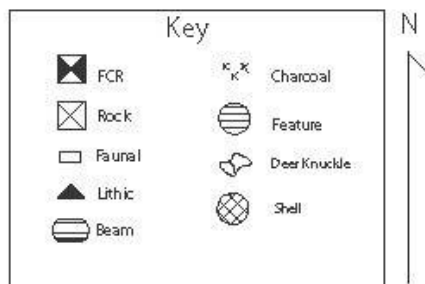 Key
N
FCR
Charcoal
Rock
Feature
Faunal
Deer Knuckle
Lithic
Shell
Beam